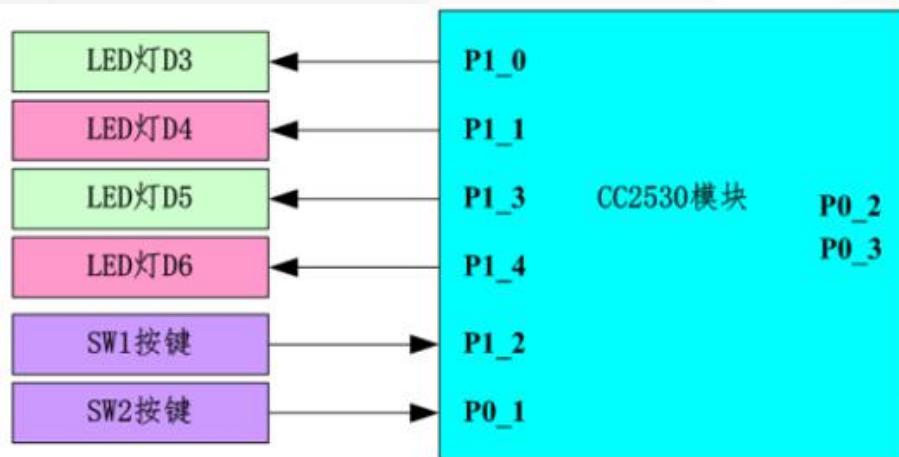 LED灯D3
P1_0
LED灯D4
P1_1
LED灯D5
P1_3
CC2530模块
P0_2
P0_3
LED灯D6
P1_4
SW1按键
P1_2
SW2按键
P0_1